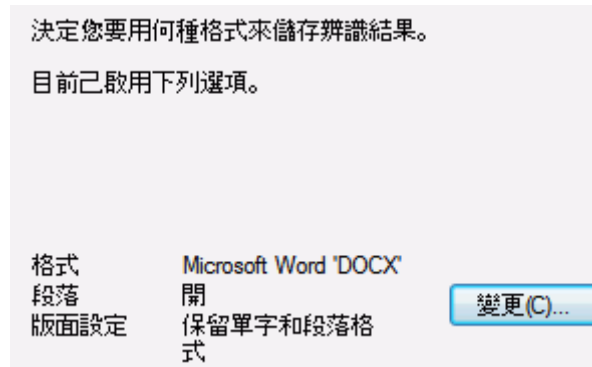 決定您要用何種格式來儲存辨識結果。
目前已啟用下列選項。
格式 Microsoft Word 'DOCX'
段落 開
版面設定 保留單字和段落格
式
變更(C)...